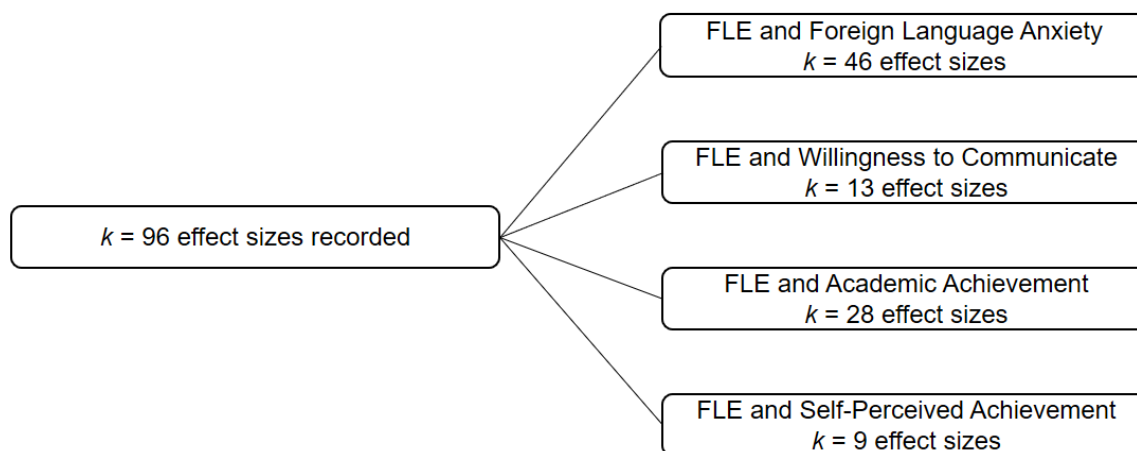 FLE and Foreign Language Anxiety
k = 46 effect sizes
FLE and Willingness to Communicate
k = 13 effect sizes
k = 96 effect sizes recorded
FLE and Academic Achievement
k = 28 effect sizes
FLE and Self-Perceived Achievement
k = 9 effect sizes